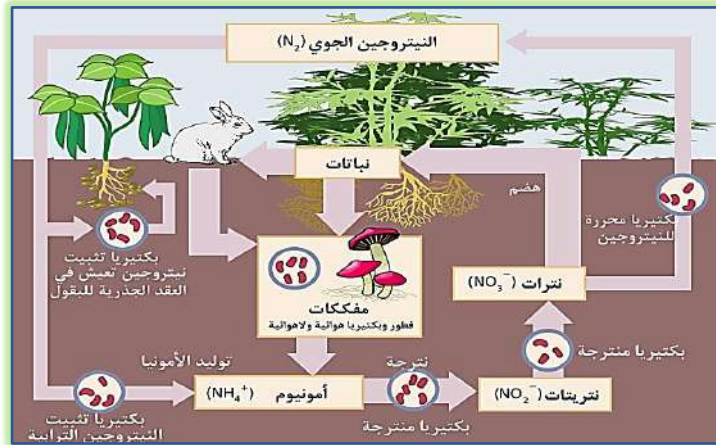 النيتروجين الجوي (N₂)
نباتات
هضم
بكتيريا محررة
للنيتروجين
بكتيريا تثبيت
نيتروجين تعيش في
العقد الجذرية للبقول
مفككات
فطور وبكتيريا هوائية ولاهوائية
نترات (NO₃⁻)
بكتيريا منترجة
توليد الأمونيا
نترجة
أمونيوم (NH₄⁺)
نتريتات (NO₂⁻)
بكتيريا تثبيت
النيتروجين الترابية
بكتيريا منترجة